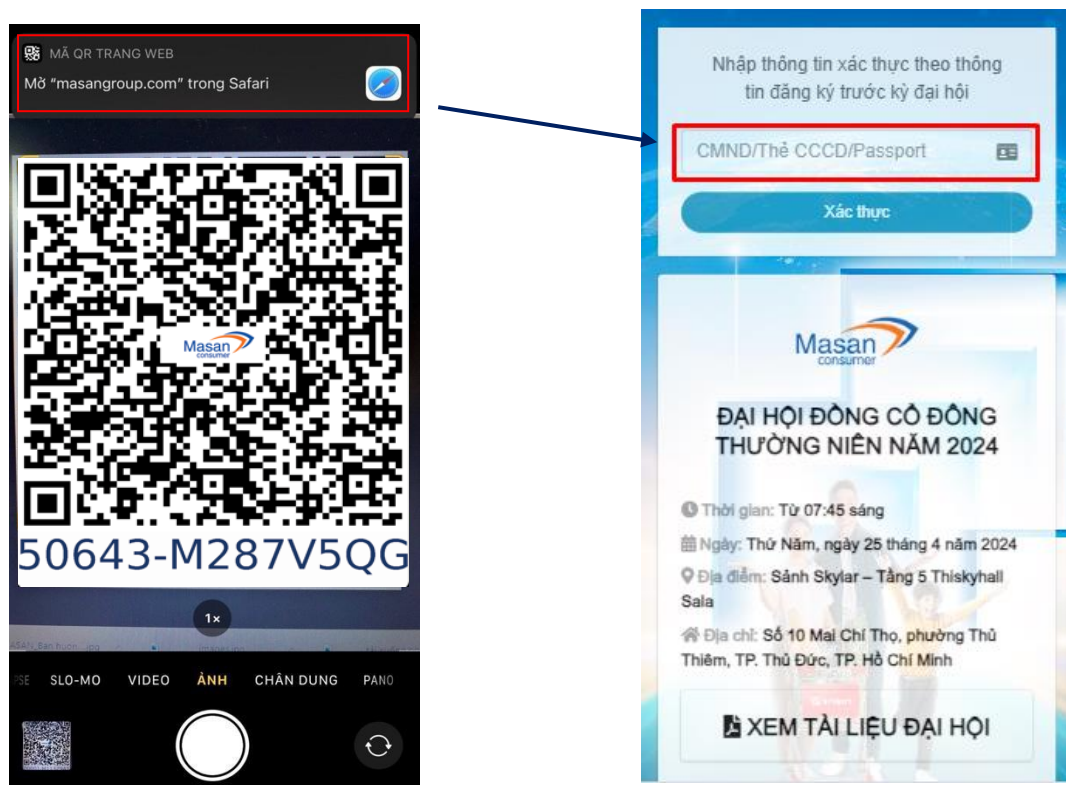 MÃ QR TRANG WEB
Mở “masangroup.com” trong Safari
Masan
consumer
50643-M287V5QG
1×
SLO-MO VIDEO ẢNH CHÂN DUNG PANO
Nhập thông tin xác thực theo thông
tin đăng ký trước kỳ đại hội
CMND/Thẻ CCCD/Passport
Xác thực
Masan
consumer
ĐẠI HỘI ĐỒNG CỔ ĐÔNG
THƯỜNG NIÊN NĂM 2024
Thời gian: Từ 07:45 sáng
Ngày: Thứ Năm, ngày 25 tháng 4 năm 2024
Địa điểm: Sảnh Skylar – Tầng 5 Thiskyhall
Sala
Địa chỉ: Số 10 Mai Chí Thọ, phường Thủ
Thiêm, TP. Thủ Đức, TP. Hồ Chí Minh
XEM TÀI LIỆU ĐẠI HỘI